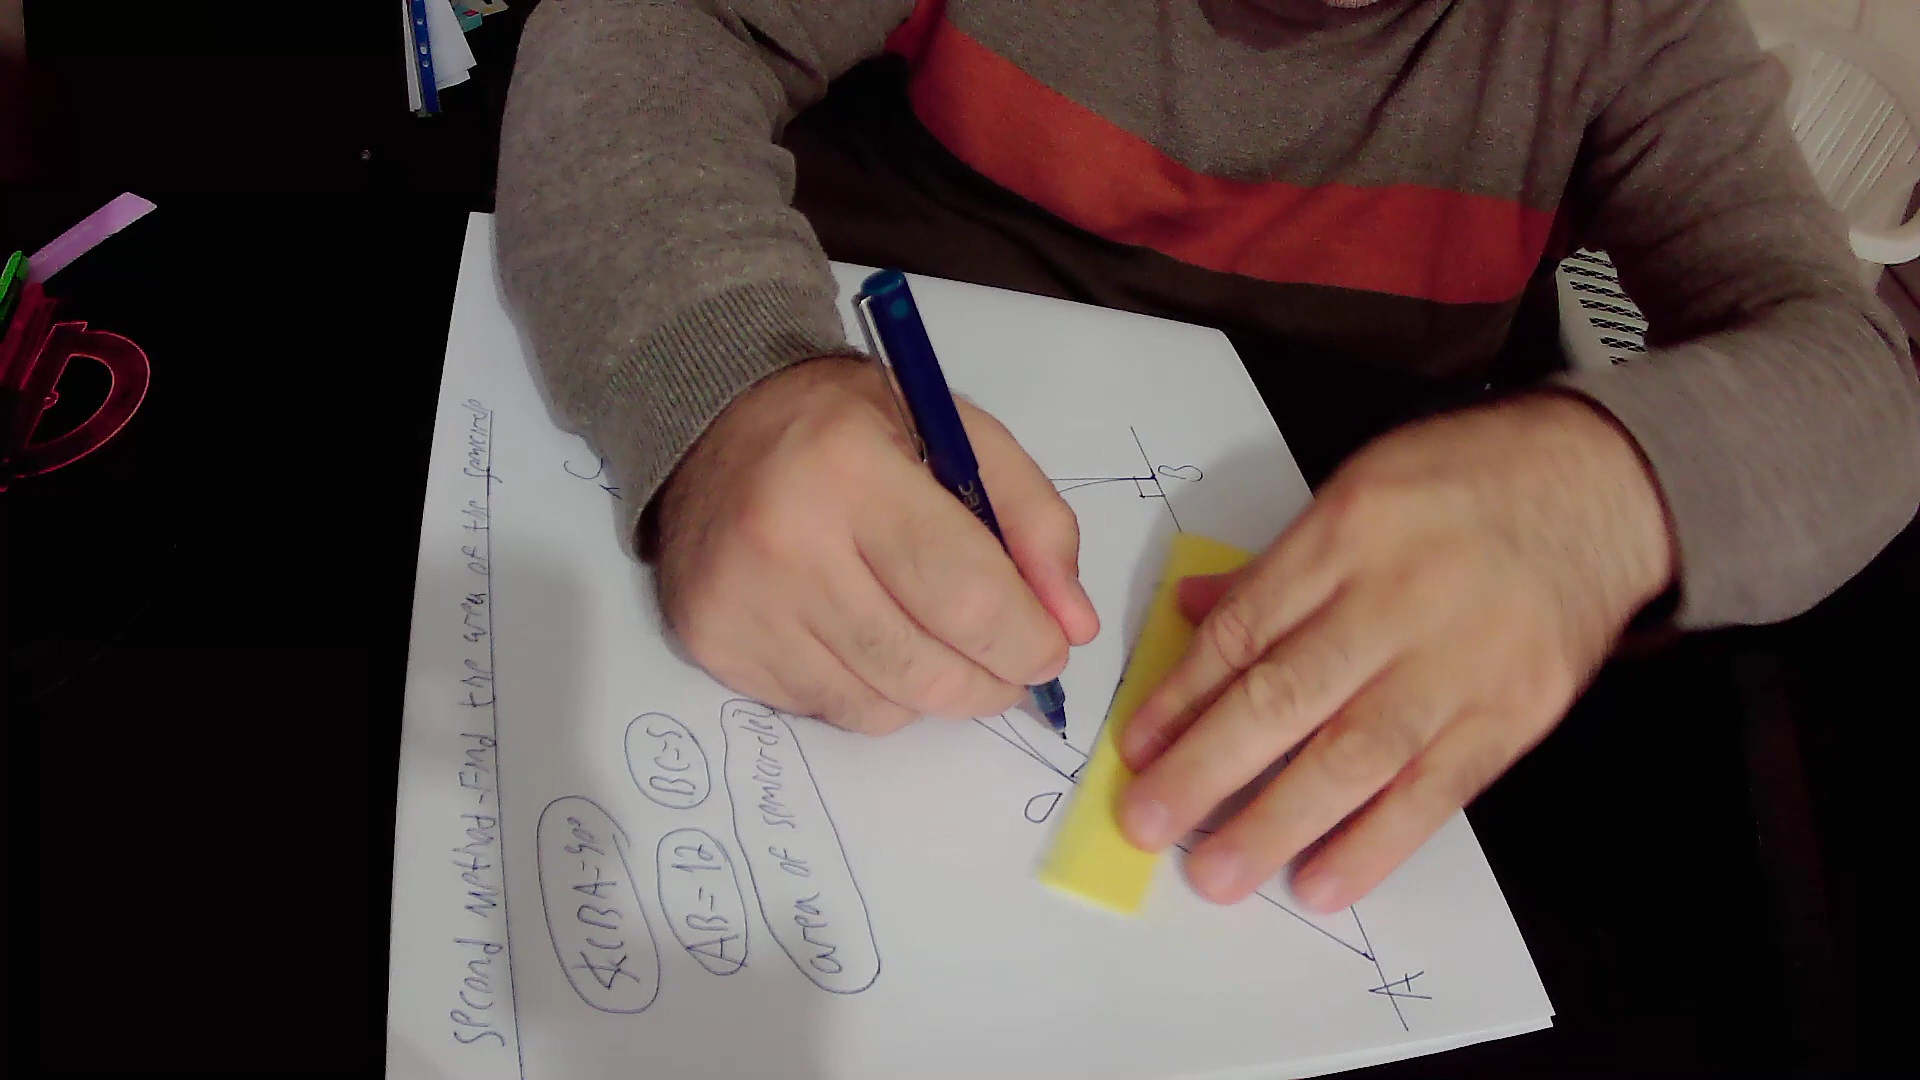 Second method-Find the area of the semicircle
∡CBA=90°
BC=5
AB=12
area of semicircle
C
B
D
A